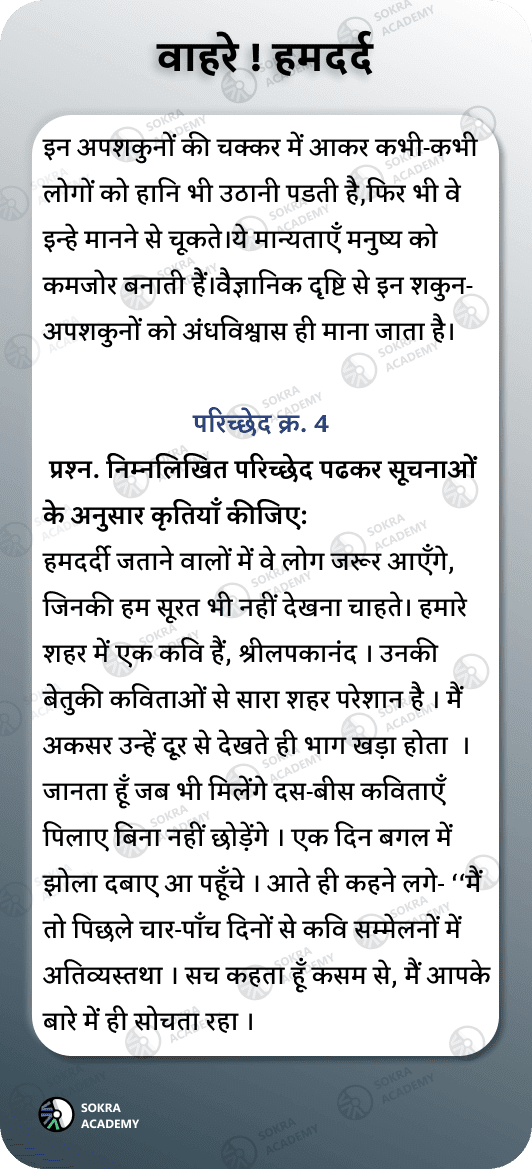 वाहरे ! हमदर्द
इन अपशकुनों की चक्कर में आकर कभी-कभी
लोगों को हानि भी उठानी पडती है,फिर भी वे
इन्हे मानने से चूकते।ये मान्यताएँ मनुष्य को
कमजोर बनाती हैं।वैज्ञानिक दृष्टि से इन शकुन-
अपशकुनों को अंधविश्वास ही माना जाता है।
परिच्छेद क्र. 4
प्रश्न. निम्नलिखित परिच्छेद पढकर सूचनाओं
के अनुसार कृतियाँ कीजिए:
हमदर्दी जताने वालों में वे लोग जरूर आएँगे,
जिनकी हम सूरत भी नहीं देखना चाहते। हमारे
शहर में एक कवि हैं, श्रीलपकानंद । उनकी
बेतुकी कविताओं से सारा शहर परेशान है । मैं
अकसर उन्हें दूर से देखते ही भाग खड़ा होता ।
जानता हूँ जब भी मिलेंगे दस-बीस कविताएँ
पिलाए बिना नहीं छोड़ेंगे । एक दिन बगल में
झोला दबाए आ पहूँचे । आते ही कहने लगे- ‘‘मैं
तो पिछले चार-पाँच दिनों से कवि सम्मेलनों में
अतिव्यस्तथा । सच कहता हूँ कसम से, मैं आपके
बारे में ही सोचता रहा ।
SOKRA
ACADEMY